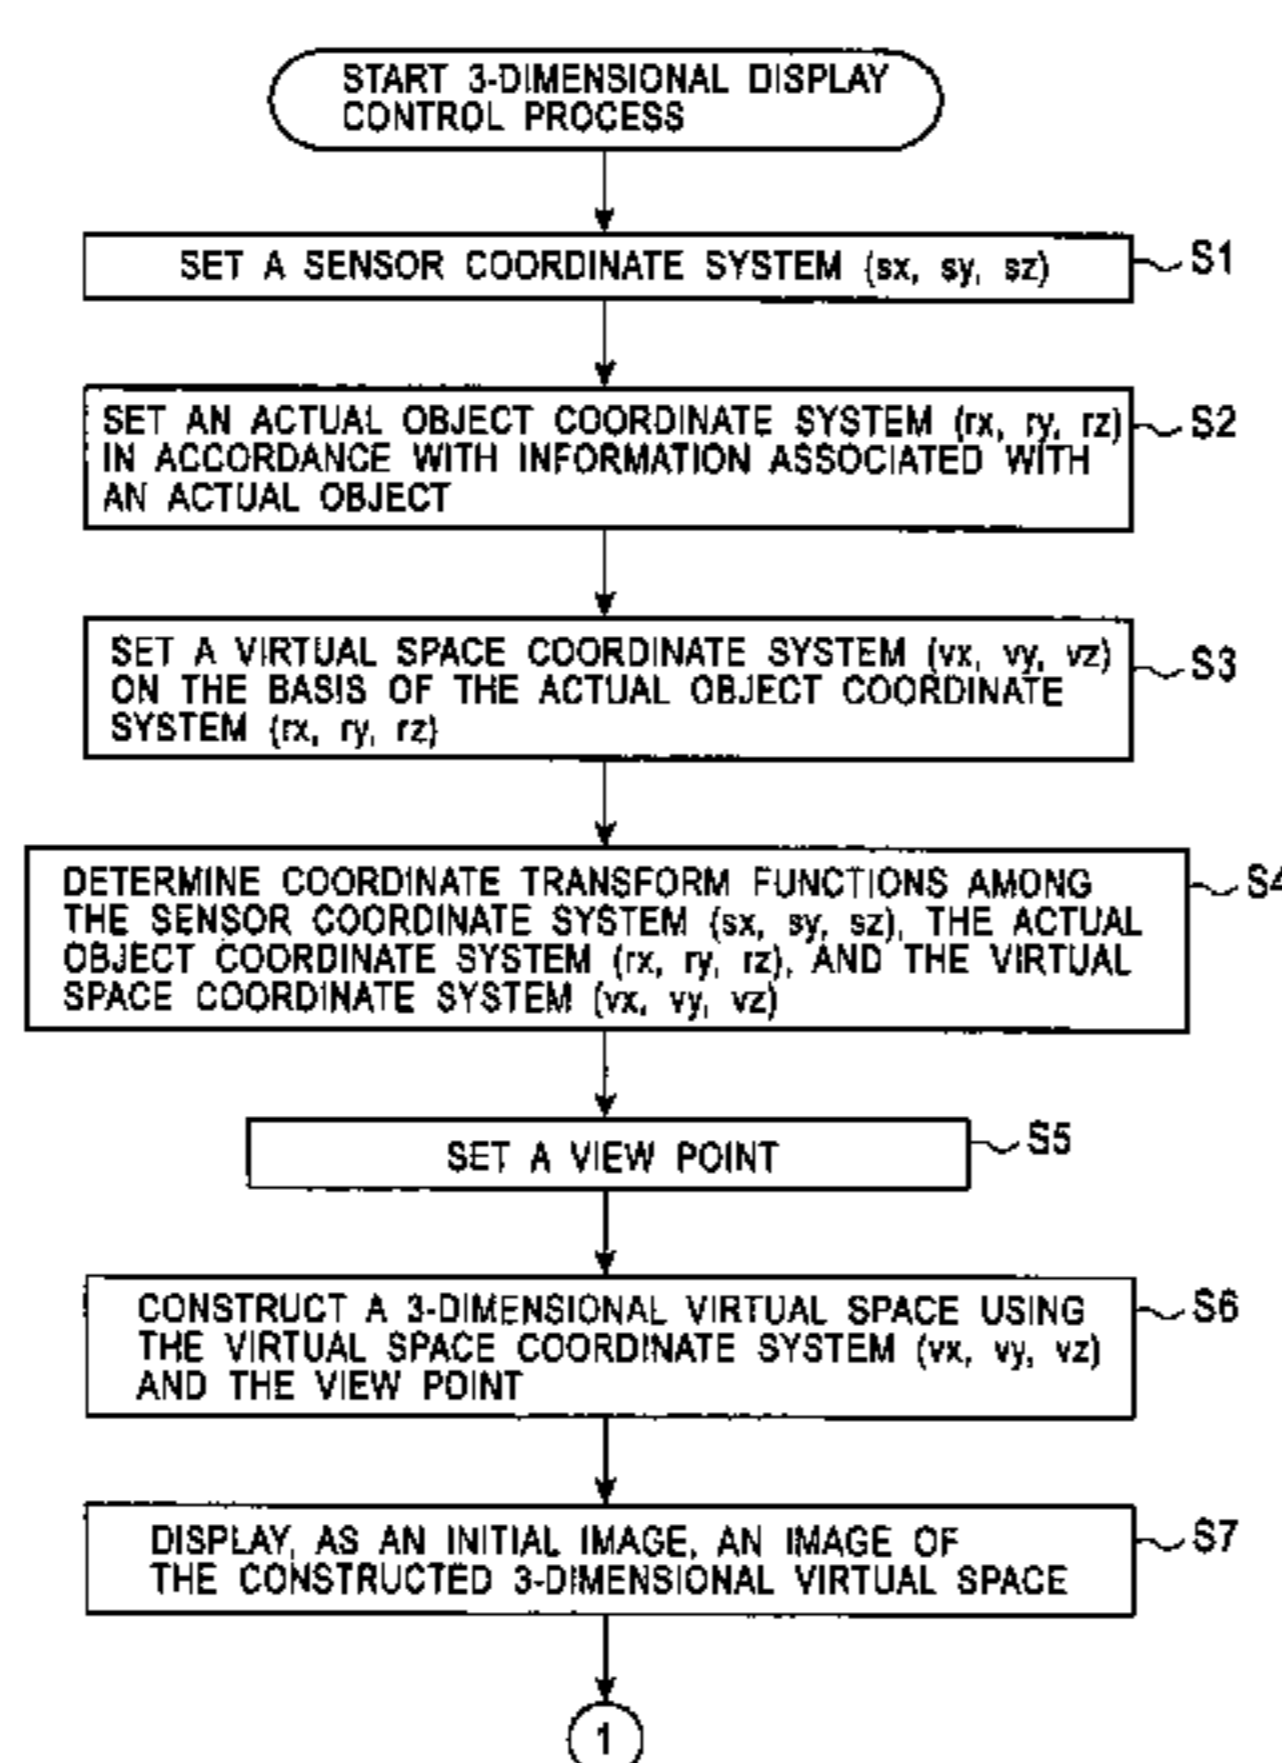 START 3-DIMENSIONAL DISPLAY
CONTROL PROCESS
SET A SENSOR COORDINATE SYSTEM (sx, sy, sz)
S1
SET AN ACTUAL OBJECT COORDINATE SYSTEM (rx, ry, rz)
IN ACCORDANCE WITH INFORMATION ASSOCIATED WITH
AN ACTUAL OBJECT
S2
SET A VIRTUAL SPACE COORDINATE SYSTEM (vx, vy, vz)
ON THE BASIS OF THE ACTUAL OBJECT COORDINATE
SYSTEM (rx, ry, rz)
S3
DETERMINE COORDINATE TRANSFORM FUNCTIONS AMONG
THE SENSOR COORDINATE SYSTEM (sx, sy, sz), THE ACTUAL
OBJECT COORDINATE SYSTEM (rx, ry, rz), AND THE VIRTUAL
SPACE COORDINATE SYSTEM (vx, vy, vz)
S4
SET A VIEW POINT
S5
CONSTRUCT A 3-DIMENSIONAL VIRTUAL SPACE USING
THE VIRTUAL SPACE COORDINATE SYSTEM (vx, vy, vz)
AND THE VIEW POINT
S6
DISPLAY, AS AN INITIAL IMAGE, AN IMAGE OF
THE CONSTRUCTED 3-DIMENSIONAL VIRTUAL SPACE
S7
1